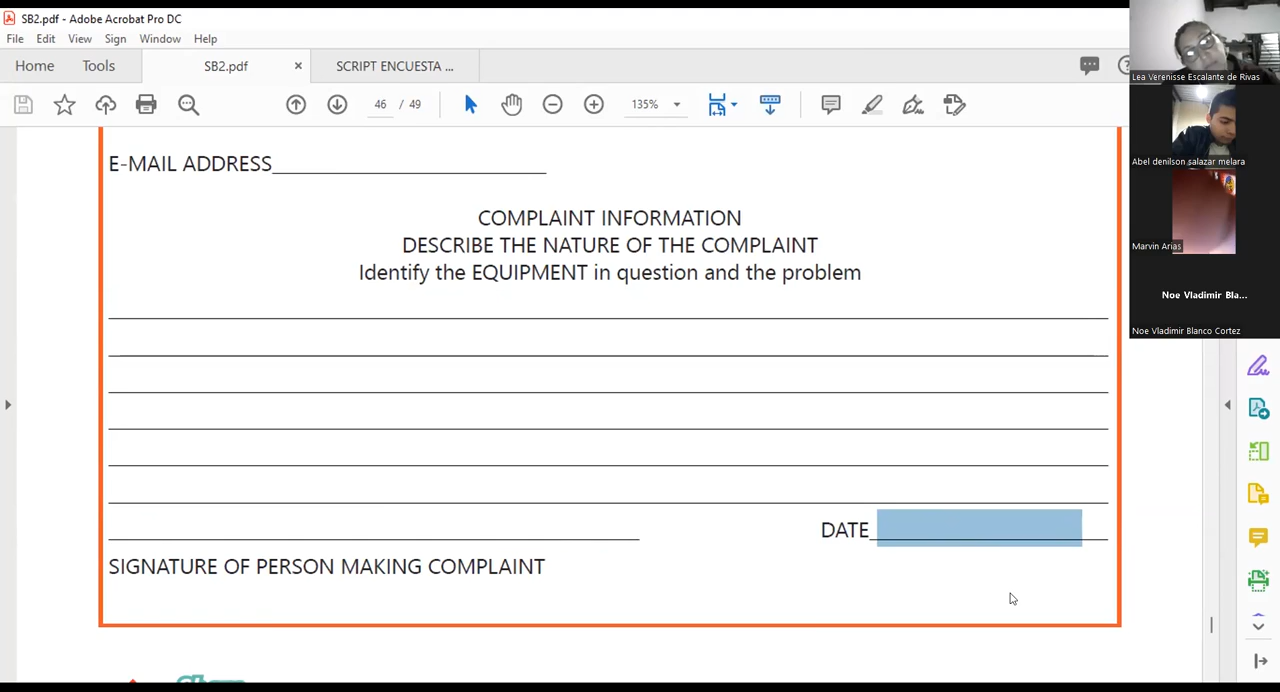 SB2.pdf - Adobe Acrobat Pro DC
File Edit View Sign Window Help
Home Tools SB2.pdf × SCRIPT ENCUESTA ...
46 / 49 135%
E-MAIL ADDRESS
COMPLAINT INFORMATION
DESCRIBE THE NATURE OF THE COMPLAINT
Identify the EQUIPMENT in question and the problem
DATE
SIGNATURE OF PERSON MAKING COMPLAINT
Lea Verenisse Escalante de Rivas
Abel denilson salazar melara
Marvin Arias
Noe Vladimir Bla...
Noe Vladimir Blanco Cortez